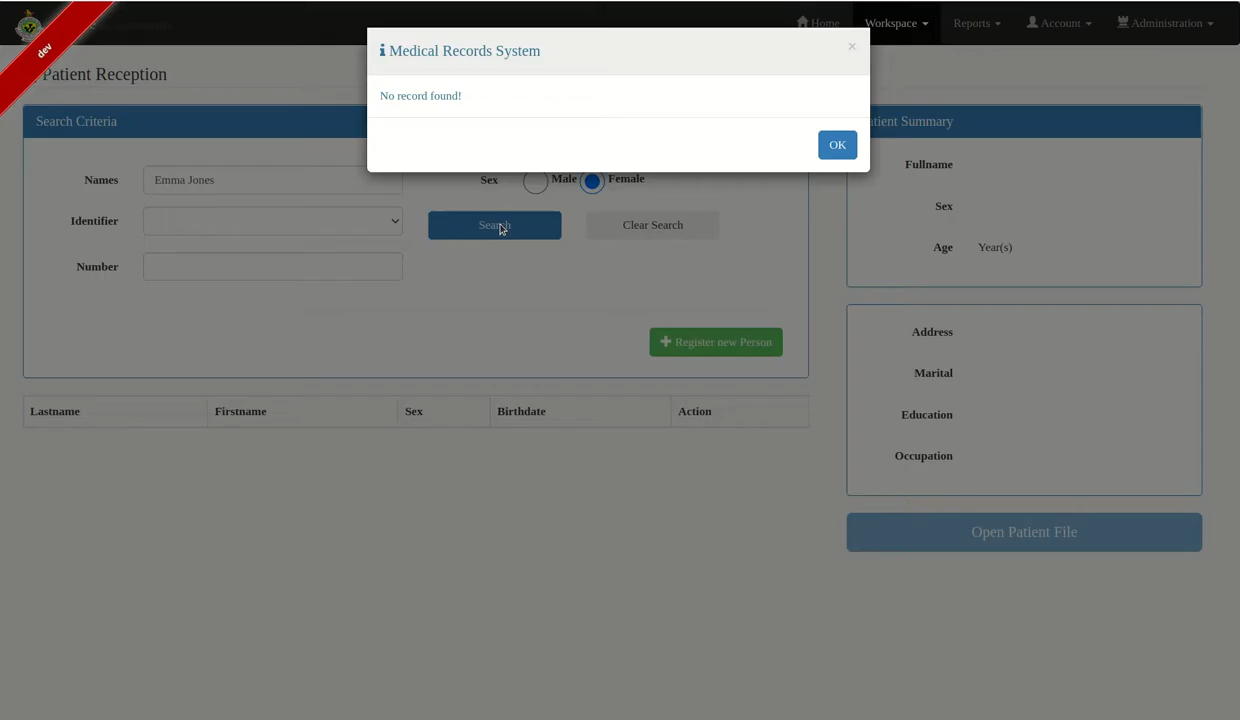 Home
Workspace
Reports
Account
Administration
dev
Medical Records System
×
No record found!
OK
Patient Reception
Search Criteria
Names
Emma Jones
Sex
Male
Female
Identifier
Search
Clear Search
Number
Register new Person
Lastname
Firstname
Sex
Birthdate
Action
Patient Summary
Fullname
Sex
Age
Year(s)
Address
Marital
Education
Occupation
Open Patient File